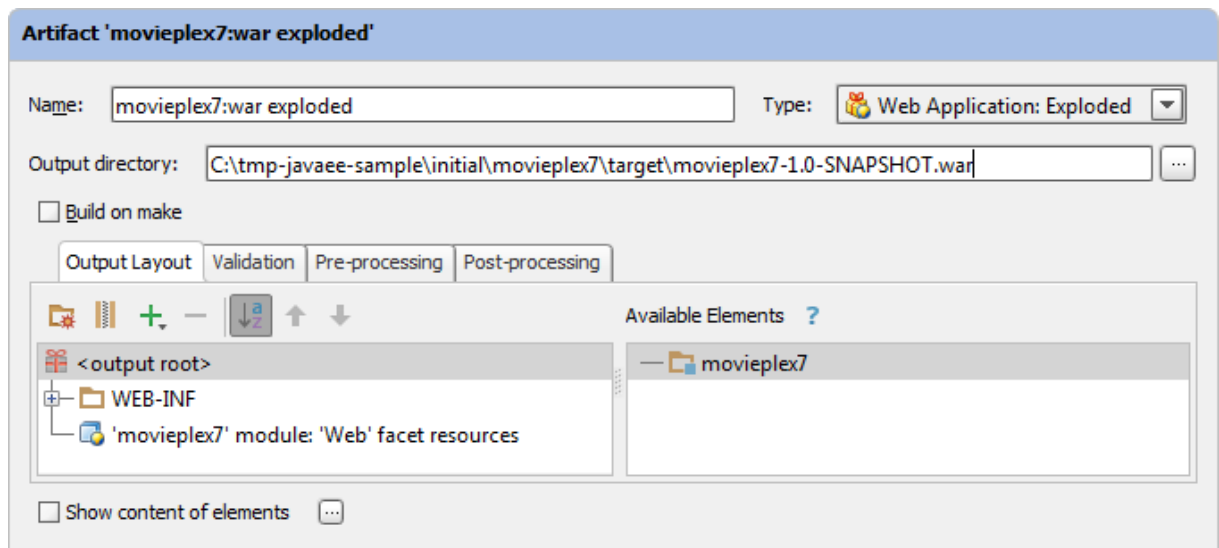 Artifact 'movieplex7:war exploded'
Name: movieplex7:war exploded Type: Web Application: Exploded
Output directory: C:\tmp-javaee-sample\initial\movieplex7\target\movieplex7-1.0-SNAPSHOT.war ...
Build on make
Output Layout Validation Pre-processing Post-processing
Available Elements ?
<output root> movieplex7
WEB-INF
'movieplex7' module: 'Web' facet resources
Show content of elements ...